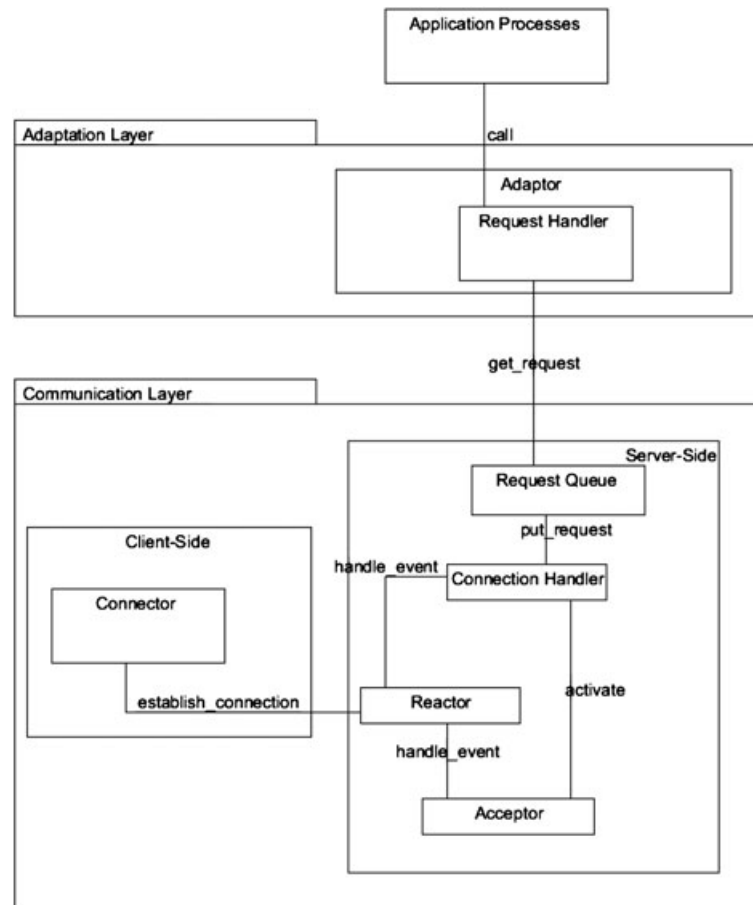 Application Processes
call
Adaptation Layer
Adaptor
Request Handler
get_request
Communication Layer
Server-Side
Request Queue
put_request
Client-Side
handle_event
Connection Handler
Connector
activate
establish_connection
Reactor
handle_event
Acceptor